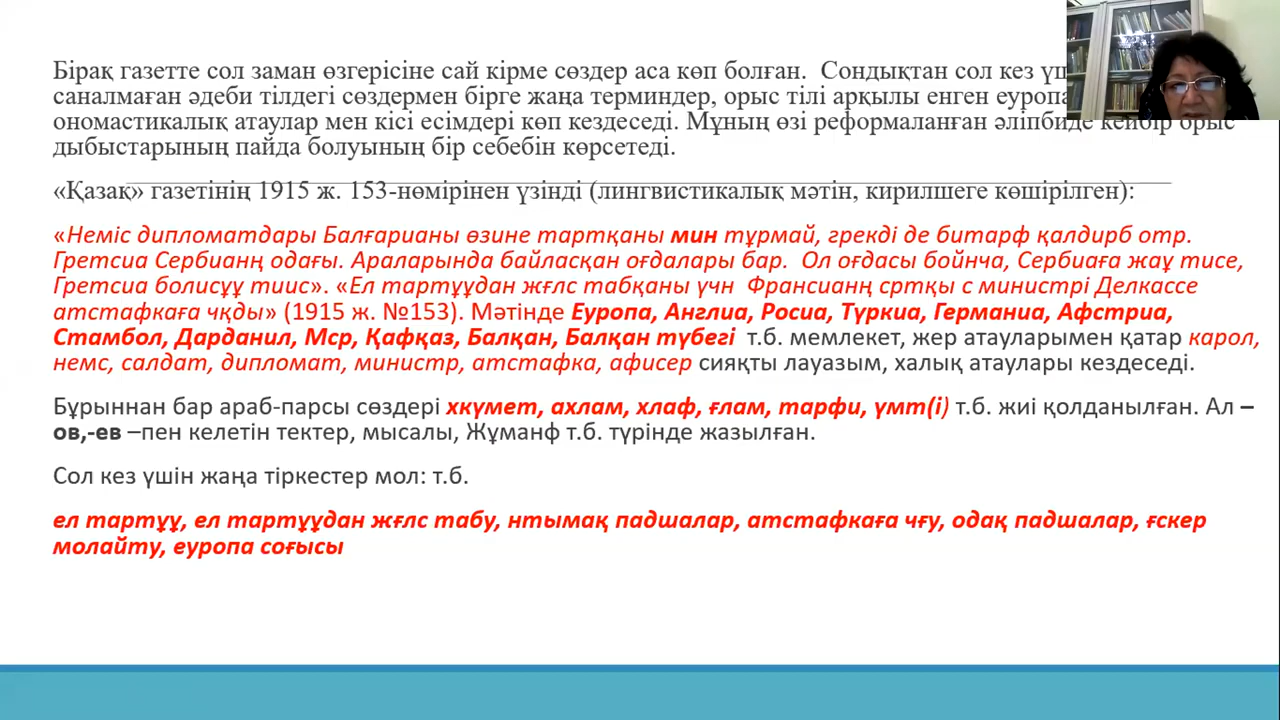 Бірақ газетте сол заман өзгерісіне сай кірме сөздер аса көп болған. Сондықтан сол кез
саналмаған әдеби тілдегі сөздермен бірге жаңа терминдер, орыс тілі арқылы енген
ономастикалық атаулар мен кісі есімдері көп кездеседі. Мұның өзі реформаланған әліпбиде кейбір орыс
дыбыстарының пайда болуының бір себебін көрсетеді.
«Қазақ» газетінің 1915 ж. 153-нөмірінен үзінді (лингвистикалық мәтін, кирилшеге көшірілген):
«Неміс дипломатдары Балғарианы өзине тартқаны мин тұрмай, грекді де битарф қалдирб отр.
Гретсиа Сербианң одағы. Араларында байласқан оғдалары бар. Ол оғдасы бойнча, Сербиаға жаұ тисе,
Гретсиа болисұұ тиис». «Ел тартұұдан жғлс табқаны үчн Франсианң сртқы с министрі Делкассе
атстафкаға чқды» (1915 ж. №153). Мәтінде Еуропа, Англиа, Росиа, Түркиа, Германиа, Афстриа,
Стамбол, Дарданил, Мср, Қафқаз, Балқан, Балқан түбегі т.б. мемлекет, жер атауларымен қатар карол,
немс, салдат, дипломат, министр, атстафка, афисер сияқты лауазым, халық атаулары кездеседі.
Бұрыннан бар араб-парсы сөздері хкүмет, ахлам, хлаф, ғлам, тарфи, үмт(і) т.б. жиі қолданылған. Ал –
ов,-ев –пен келетін тектер, мысалы, Жұманф т.б. түрінде жазылған.
Сол кез үшін жаңа тіркестер мол: т.б.
ел тартұұ, ел тартұұдан жғлс табу, нтымақ падшалар, атстафкаға чғу, одақ падшалар, ғскер
молайту, еуропа соғысы